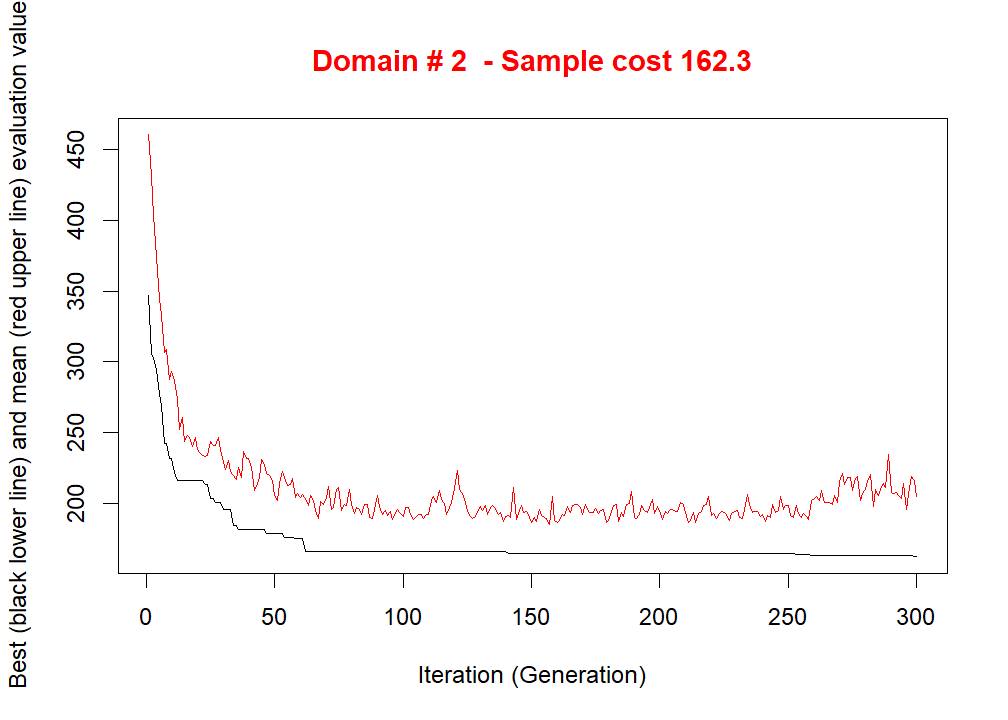 Domain # 2  - Sample cost 162.3
Best (black lower line) and mean (red upper line) evaluation value
450
400
350
300
250
200
0 50 100 150 200 250 300
Iteration (Generation)